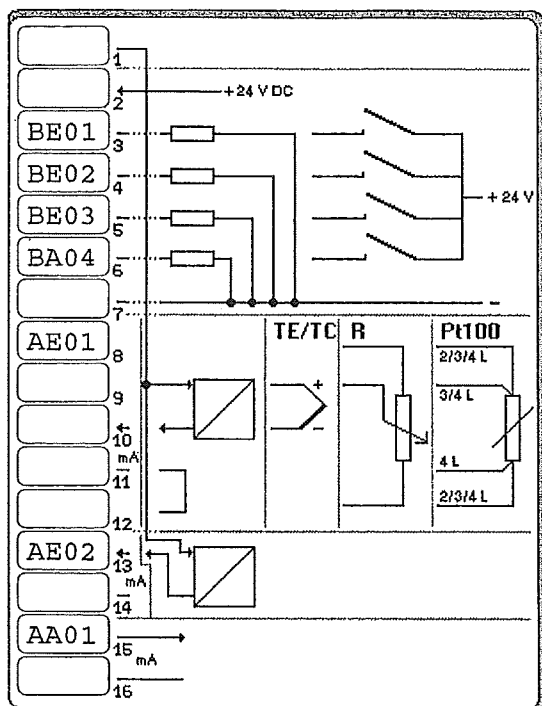 1
2
+ 24 V DC
BE01
3
BE02
4
BE03
5
+ 24 V
BA04
6
7
–
TE/TC R Pt100
AE01
8
2/3/4 L
9
+
3/4 L
10
–
mA
11
4 L
12
2/3/4 L
AE02
13
mA
14
AA01
15
mA
16